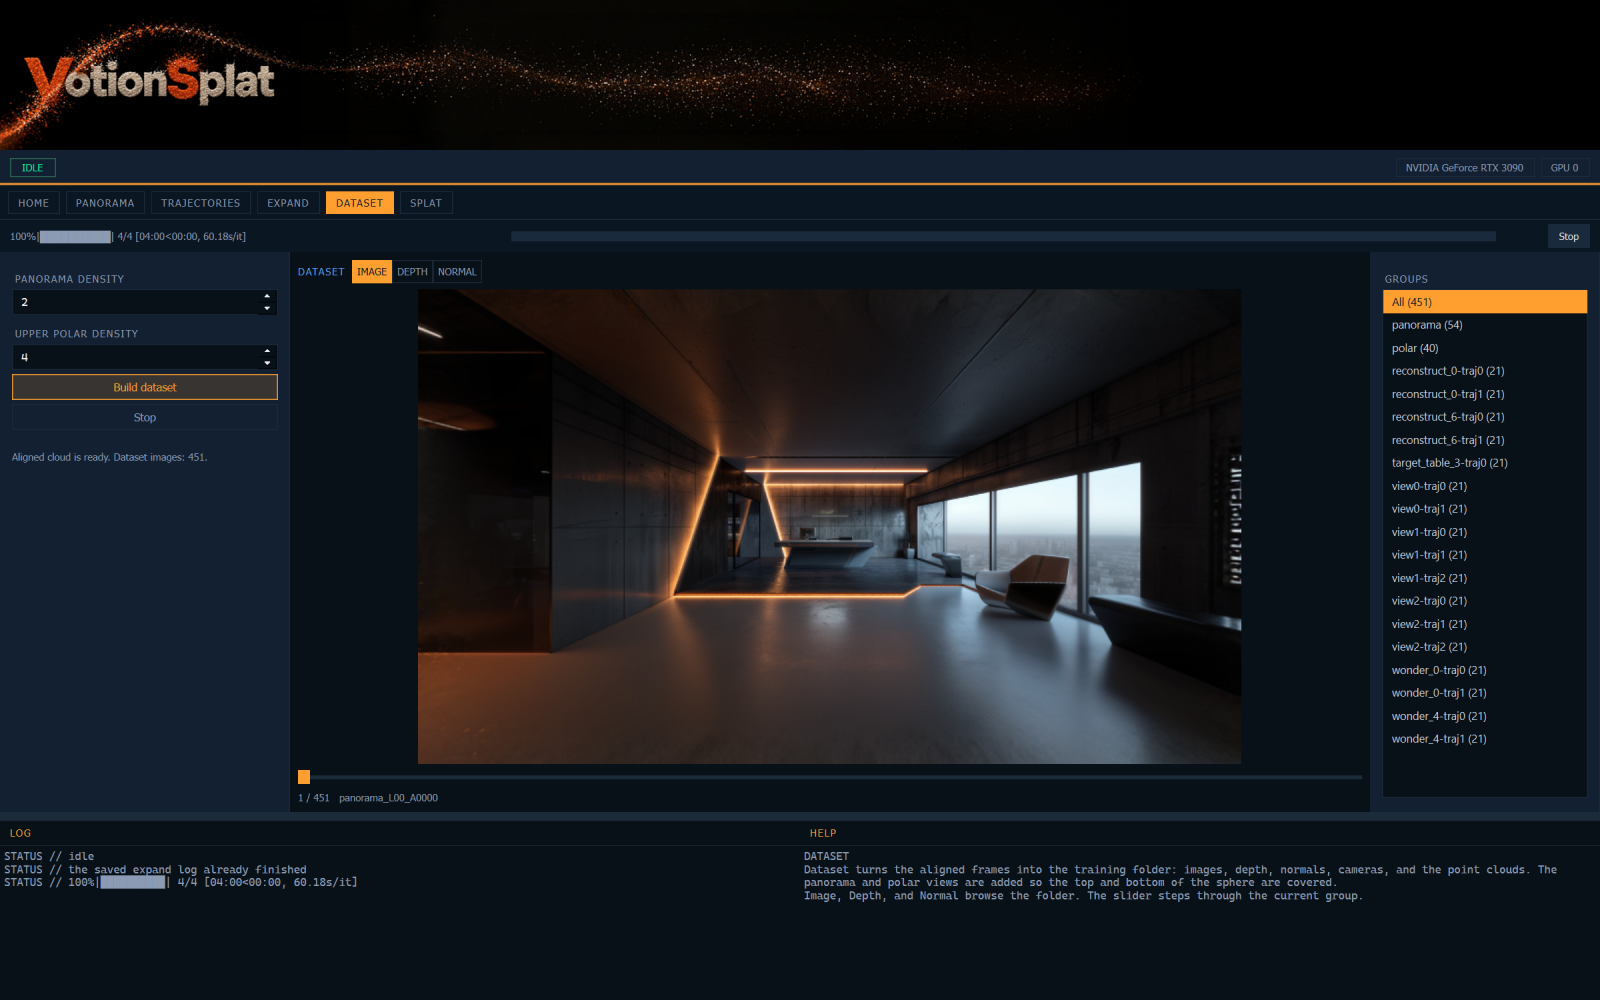 VotionSplat
IDLE
NVIDIA GeForce RTX 3090
GPU 0
HOME
PANORAMA
TRAJECTORIES
EXPAND
DATASET
SPLAT
100%|██████████| 4/4 [04:00<00:00, 60.18s/it]
Stop
PANORAMA DENSITY
2
UPPER POLAR DENSITY
4
Build dataset
Stop
Aligned cloud is ready. Dataset images: 451.
DATASET
IMAGE
DEPTH
NORMAL
1 / 451 panorama_L00_A0000
GROUPS
All (451)
panorama (54)
polar (40)
reconstruct_0-traj0 (21)
reconstruct_0-traj1 (21)
reconstruct_6-traj0 (21)
reconstruct_6-traj1 (21)
target_table_3-traj0 (21)
view0-traj0 (21)
view0-traj1 (21)
view1-traj0 (21)
view1-traj1 (21)
view1-traj2 (21)
view2-traj0 (21)
view2-traj1 (21)
view2-traj2 (21)
wonder_0-traj0 (21)
wonder_0-traj1 (21)
wonder_4-traj0 (21)
wonder_4-traj1 (21)
LOG
STATUS // idle
STATUS // the saved expand log already finished
STATUS // 100%|██████████| 4/4 [04:00<00:00, 60.18s/it]
HELP
DATASET
Dataset turns the aligned frames into the training folder: images, depth, normals, cameras, and the point clouds. The
panorama and polar views are added so the top and bottom of the sphere are covered.
Image, Depth, and Normal browse the folder. The slider steps through the current group.